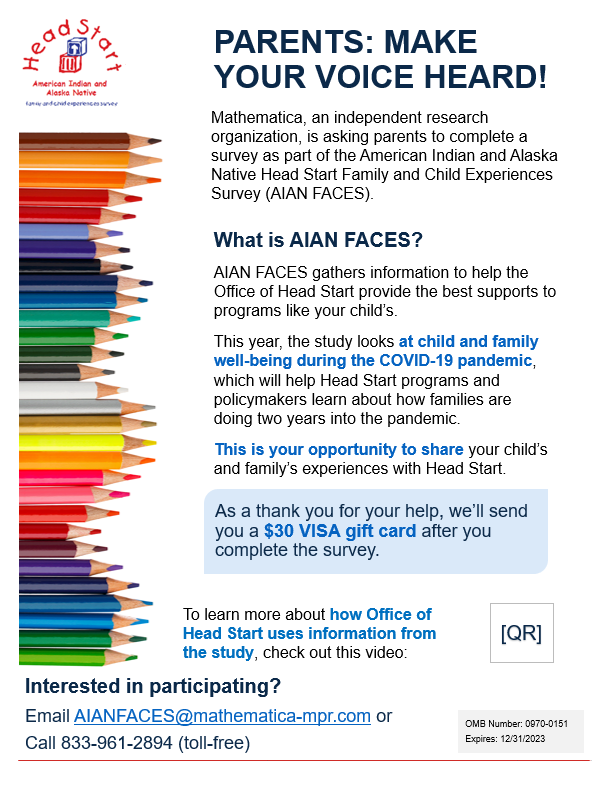 Head Start
American Indian and
Alaska Native
family and child experiences survey
PARENTS: MAKE
YOUR VOICE HEARD!
Mathematica, an independent research
organization, is asking parents to complete a
survey as part of the American Indian and Alaska
Native Head Start Family and Child Experiences
Survey (AIAN FACES).
What is AIAN FACES?
AIAN FACES gathers information to help the
Office of Head Start provide the best supports to
programs like your child’s.
This year, the study looks at child and family
well-being during the COVID-19 pandemic,
which will help Head Start programs and
policymakers learn about how families are
doing two years into the pandemic.
This is your opportunity to share your child’s
and family’s experiences with Head Start.
As a thank you for your help, we’ll send
you a $30 VISA gift card after you
complete the survey.
To learn more about how Office of
Head Start uses information from
the study, check out this video:
[QR]
Interested in participating?
Email AIANFACES@mathematica-mpr.com or
Call 833-961-2894 (toll-free)
OMB Number: 0970-0151
Expires: 12/31/2023